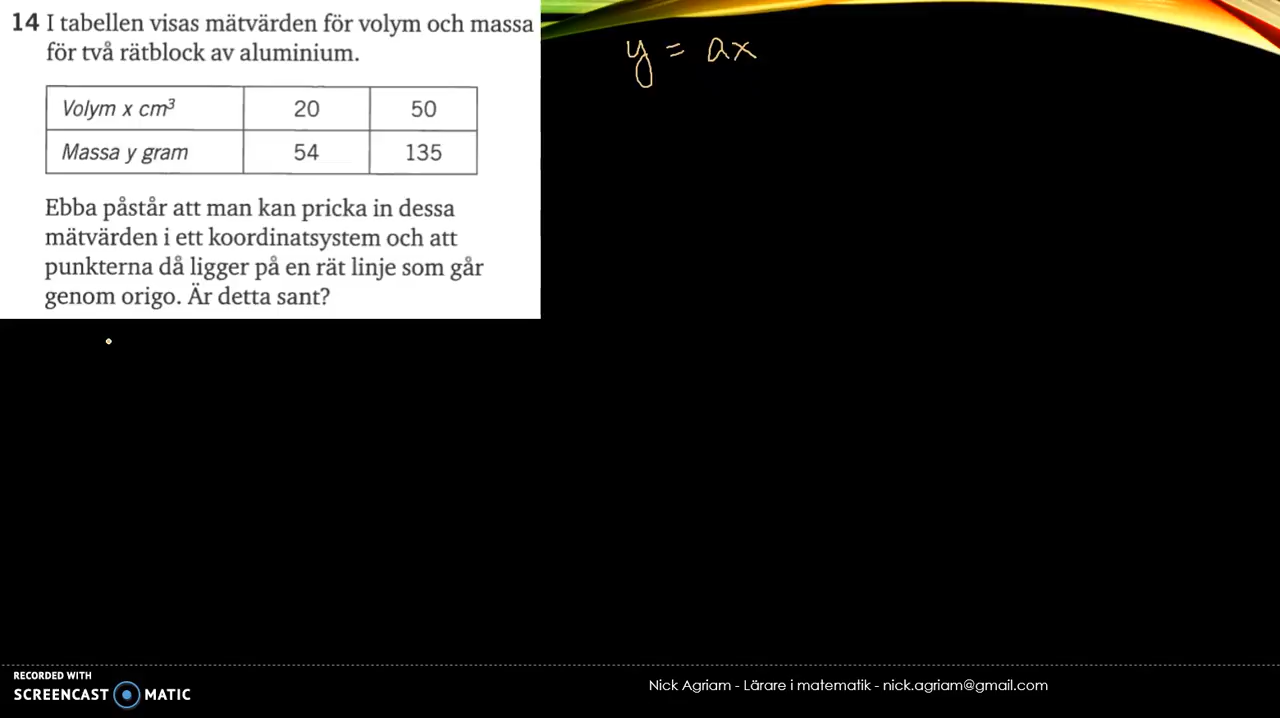 14 I tabellen visas mätvärden för volym och massa
för två rätblock av aluminium.
Volym x cm³ 20 50
Massa y gram 54 135
Ebba påstår att man kan pricka in dessa
mätvärden i ett koordinatsystem och att
punkterna då ligger på en rät linje som går
genom origo. Är detta sant?
y = ax
RECORDED WITH
SCREENCAST MATIC
Nick Agriam - Lärare i matematik - nick.agriam@gmail.com